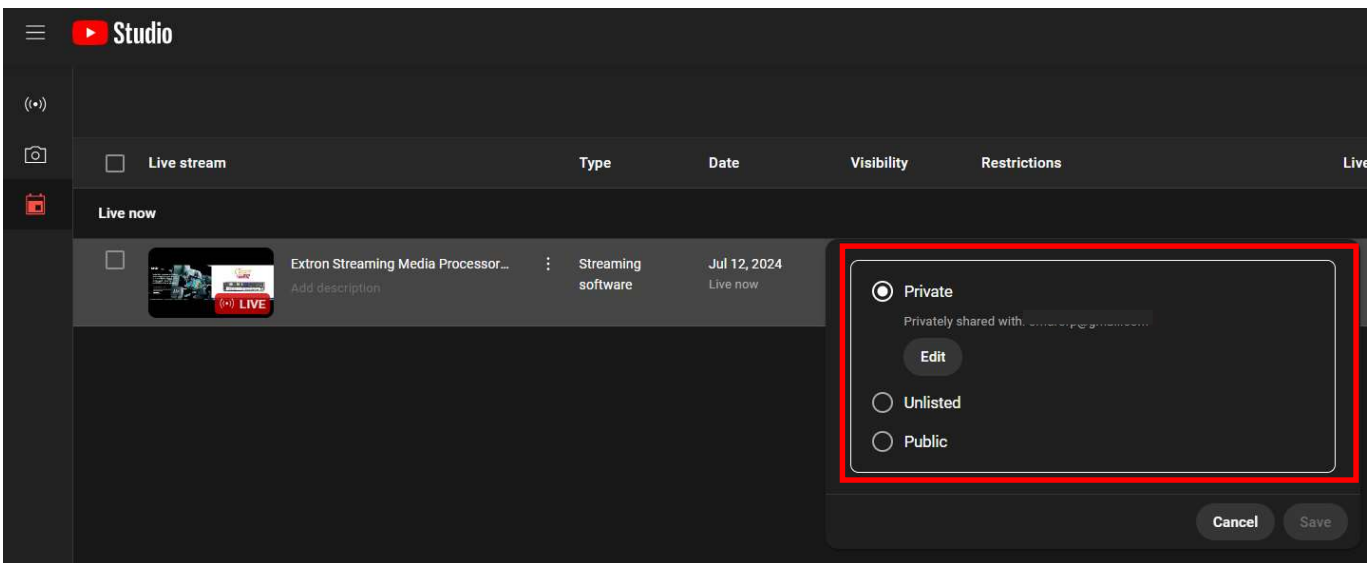 Studio
Live stream
Type
Date
Visibility
Restrictions
Live
Live now
LIVE
Extron Streaming Media Processor...
Add description
Streaming
software
Jul 12, 2024
Live now
Private
Privately shared with:
Edit
Unlisted
Public
Cancel
Save